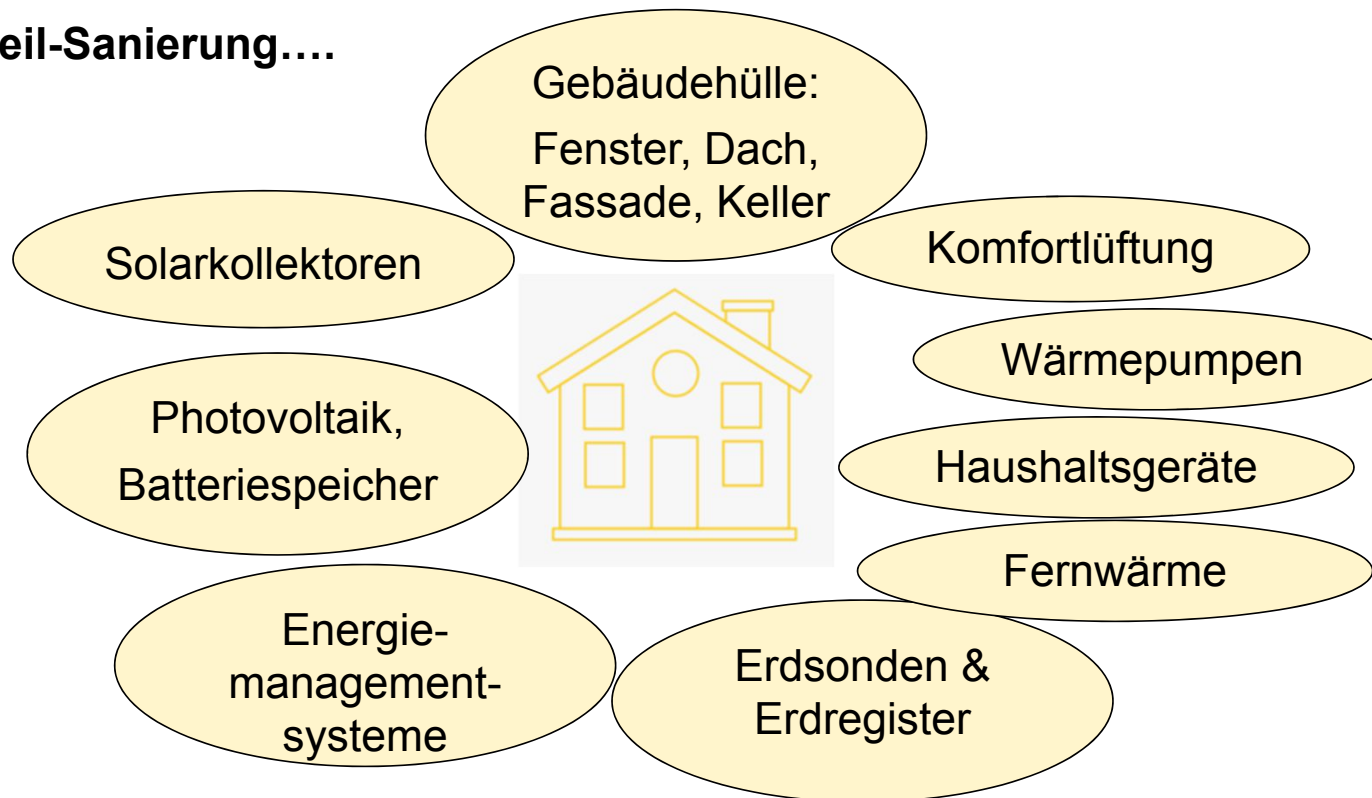 eil-Sanierung….
Gebäudehülle:
Fenster, Dach,
Fassade, Keller
Solarkollektoren
Komfortlüftung
Wärmepumpen
Photovoltaik,
Batteriespeicher
Haushaltsgeräte
Fernwärme
Energie-
management-
systeme
Erdsonden &
Erdregister